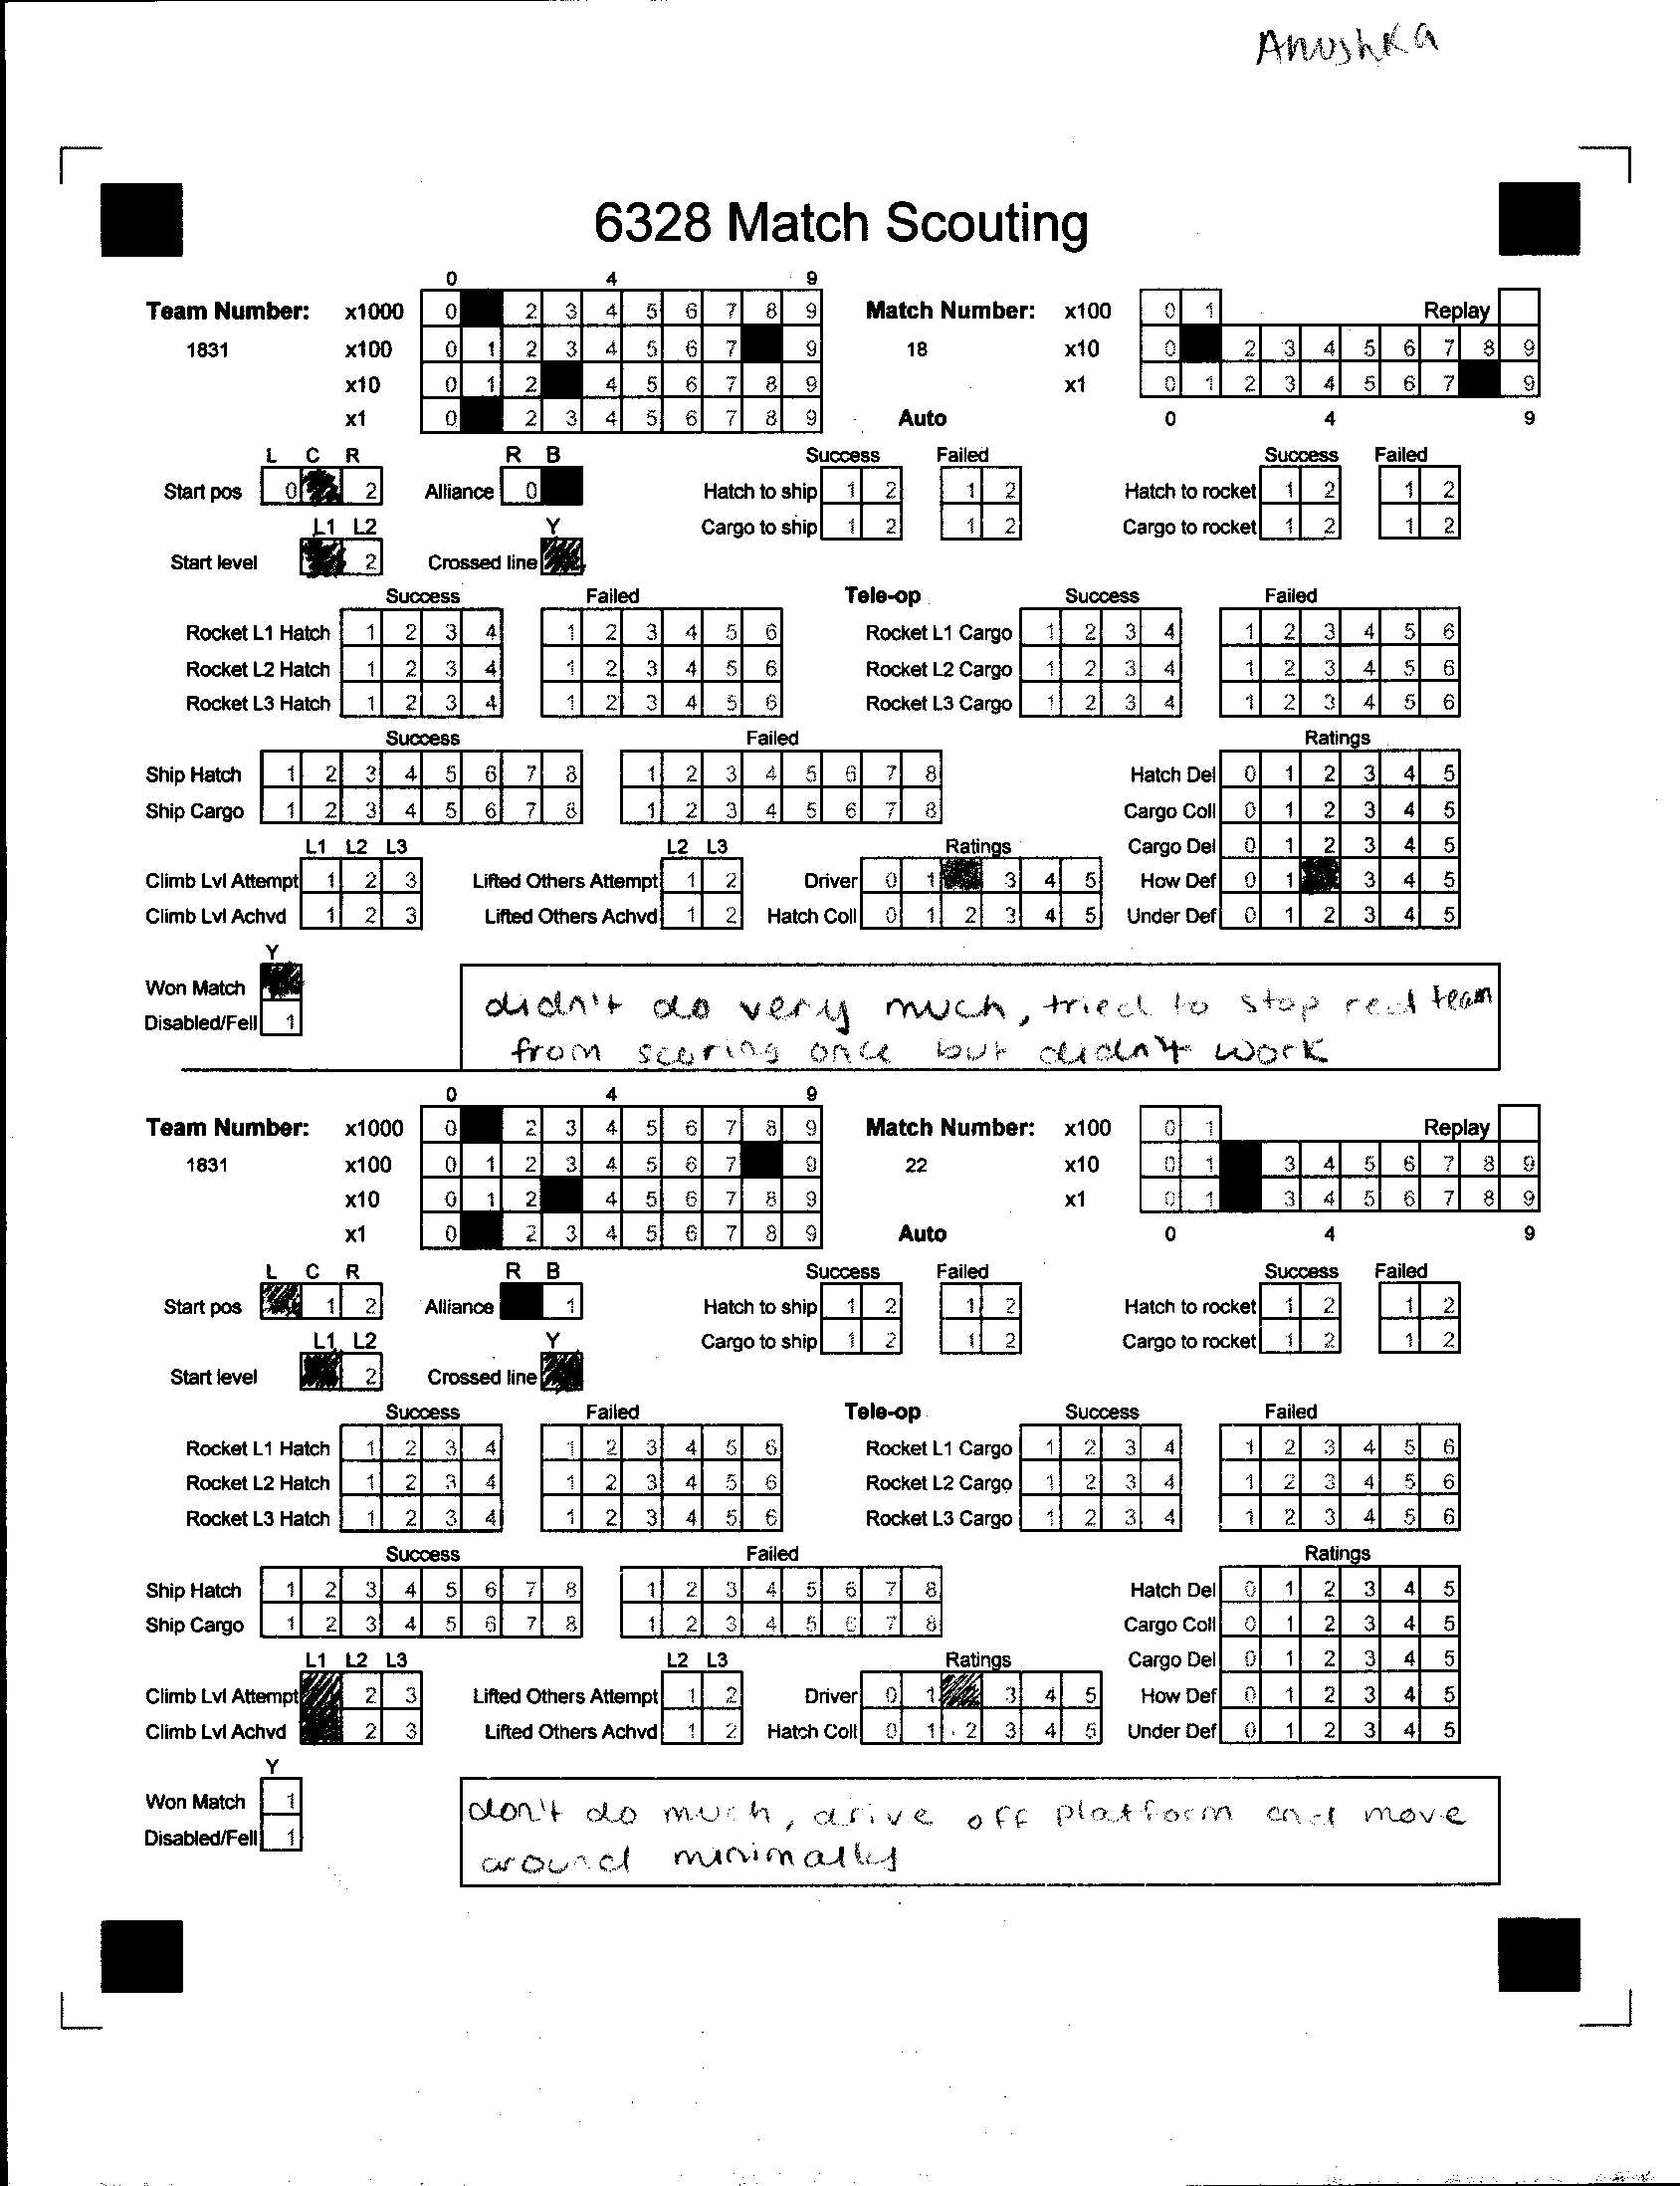 Anushka
6328 Match Scouting
0 4 9
Team Number: x1000 0 2 3 4 5 6 7 8 9 Match Number: x100 0 1 Replay
1831 x100 0 1 2 3 4 5 6 7 9 18 x10 0 2 3 4 5 6 7 8 9
x10 0 1 2 4 5 6 7 8 9 x1 0 1 2 3 4 5 6 7 9
x1 0 2 3 4 5 6 7 8 9 Auto 0 4 9
L C R R B Success Failed Success Failed
Start pos 0 2 Alliance 0 Hatch to ship 1 2 1 2 Hatch to rocket 1 2 1 2
L1 L2 Y Cargo to ship 1 2 1 2 Cargo to rocket 1 2 1 2
Start level 2 Crossed line
Success Failed Tele-op Success Failed
Rocket L1 Hatch 1 2 3 4 1 2 3 4 5 6 Rocket L1 Cargo 1 2 3 4 1 2 3 4 5 6
Rocket L2 Hatch 1 2 3 4 1 2 3 4 5 6 Rocket L2 Cargo 1 2 3 4 1 2 3 4 5 6
Rocket L3 Hatch 1 2 3 4 1 2 3 4 5 6 Rocket L3 Cargo 1 2 3 4 1 2 3 4 5 6
Success Failed Ratings
Ship Hatch 1 2 3 4 5 6 7 8 1 2 3 4 5 6 7 8 Hatch Del 0 1 2 3 4 5
Ship Cargo 1 2 3 4 5 6 7 8 1 2 3 4 5 6 7 8 Cargo Coll 0 1 2 3 4 5
L1 L2 L3 L2 L3 Ratings Cargo Del 0 1 2 3 4 5
Climb Lvl Attempt 1 2 3 Lifted Others Attempt 1 2 Driver 0 1 3 4 5 How Def 0 1 3 4 5
Climb Lvl Achvd 1 2 3 Lifted Others Achvd 1 2 Hatch Coll 0 1 2 3 4 5 Under Def 0 1 2 3 4 5
Y
Won Match
Disabled/Fell 1
didn't do very much, tried to stop red team
from scoring once but didn't work
0 4 9
Team Number: x1000 0 2 3 4 5 6 7 8 9 Match Number: x100 0 1 Replay
1831 x100 0 1 2 3 4 5 6 7 9 22 x10 0 1 3 4 5 6 7 8 9
x10 0 1 2 4 5 6 7 8 9 x1 0 1 3 4 5 6 7 8 9
x1 0 2 3 4 5 6 7 8 9 Auto 0 4 9
L C R R B Success Failed Success Failed
Start pos 1 2 Alliance 1 Hatch to ship 1 2 1 2 Hatch to rocket 1 2 1 2
L1 L2 Y Cargo to ship 1 2 1 2 Cargo to rocket 1 2 1 2
Start level 2 Crossed line
Success Failed Tele-op Success Failed
Rocket L1 Hatch 1 2 3 4 1 2 3 4 5 6 Rocket L1 Cargo 1 2 3 4 1 2 3 4 5 6
Rocket L2 Hatch 1 2 3 4 1 2 3 4 5 6 Rocket L2 Cargo 1 2 3 4 1 2 3 4 5 6
Rocket L3 Hatch 1 2 3 4 1 2 3 4 5 6 Rocket L3 Cargo 1 2 3 4 1 2 3 4 5 6
Success Failed Ratings
Ship Hatch 1 2 3 4 5 6 7 8 1 2 3 4 5 6 7 8 Hatch Del 0 1 2 3 4 5
Ship Cargo 1 2 3 4 5 6 7 8 1 2 3 4 5 6 7 8 Cargo Coll 0 1 2 3 4 5
L1 L2 L3 L2 L3 Ratings Cargo Del 0 1 2 3 4 5
Climb Lvl Attempt 2 3 Lifted Others Attempt 1 2 Driver 0 1 3 4 5 How Def 0 1 2 3 4 5
Climb Lvl Achvd 2 3 Lifted Others Achvd 1 2 Hatch Coll 0 1 2 3 4 5 Under Def 0 1 2 3 4 5
Y
Won Match 1
Disabled/Fell 1
don't do much, drive off platform and move
around minimally